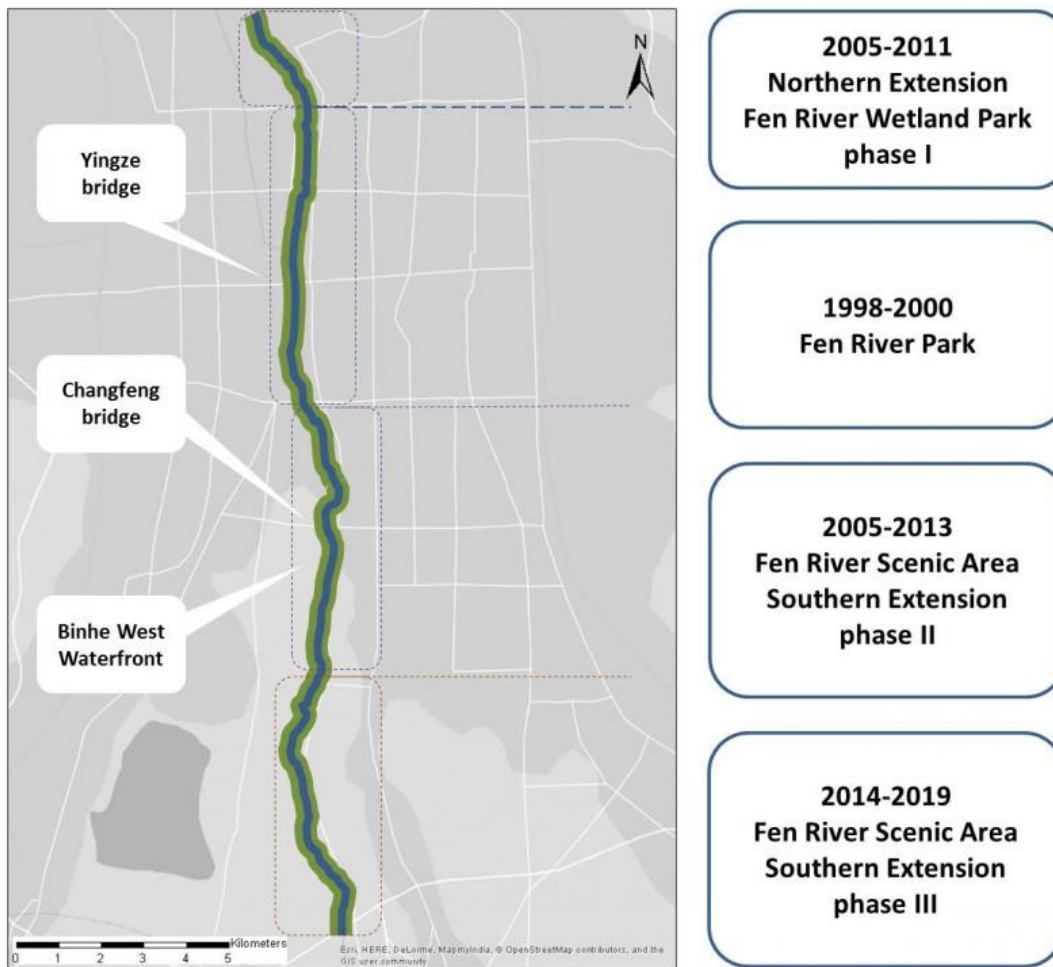 N
Yingze
bridge
Changfeng
bridge
Binhe West
Waterfront
Kilometers
0 1 2 3 4 5
Esri, HERE, DeLorme, MapmyIndia, © OpenStreetMap contributors, and the
GIS user community
2005-2011
Northern Extension
Fen River Wetland Park
phase I
1998-2000
Fen River Park
2005-2013
Fen River Scenic Area
Southern Extension
phase II
2014-2019
Fen River Scenic Area
Southern Extension
phase III